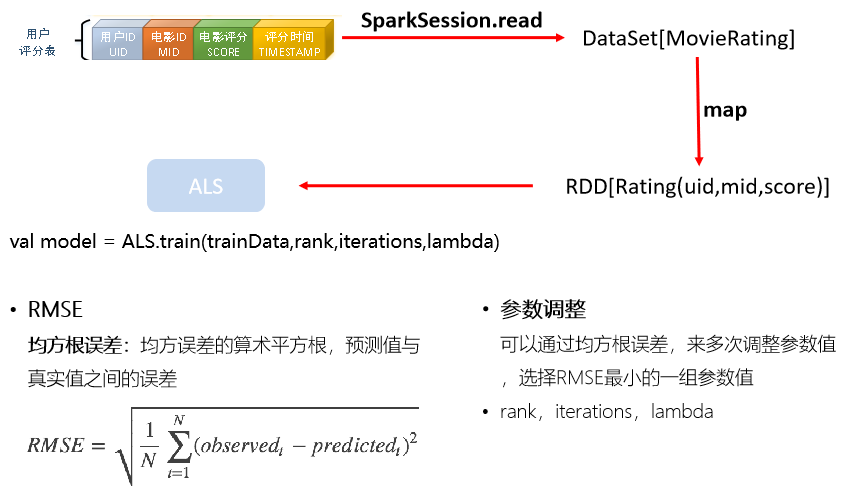 用户
评分表
用户ID
UID
电影ID
MID
电影评分
SCORE
评分时间
TIMESTAMP
SparkSession.read
DataSet[MovieRating]
map
RDD[Rating(uid,mid,score)]
ALS
val model = ALS.train(trainData,rank,iterations,lambda)
• RMSE
均方根误差：均方误差的算术平方根，预测值与
真实值之间的误差
RMSE = \sqrt{\frac{1}{N} \sum_{t=1}^{N} (observed_t - predicted_t)^2}
• 参数调整
可以通过均方根误差，来多次调整参数值
，选择RMSE最小的一组参数值
• rank，iterations，lambda